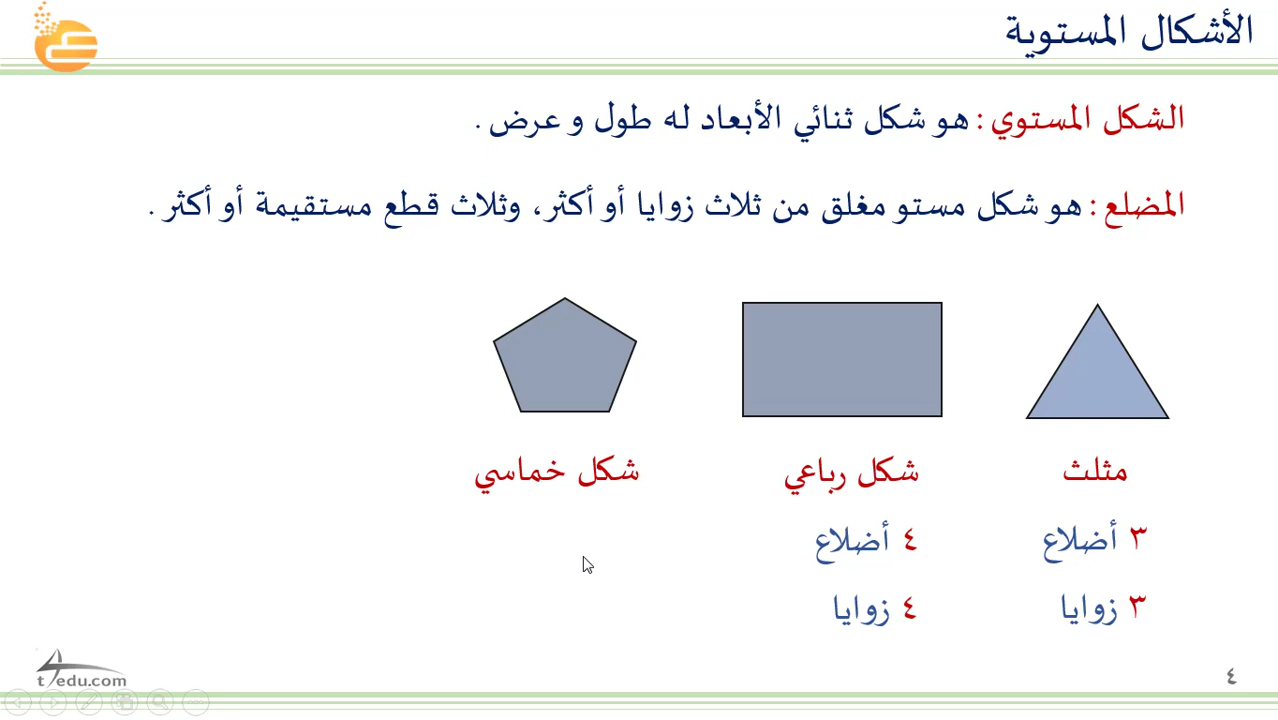 الأشكال المستوية
الشكل المستوي : هو شكل ثنائي الأبعاد له طول و عرض .
المضلع : هو شكل مستو مغلق من ثلاث زوايا أو أكثر، وثلاث قطع مستقيمة أو أكثر .
مثلث شكل رباعي شكل خماسي
٣ أضلاع ٤ أضلاع
٣ زوايا ٤ زوايا
t4edu.com
٤